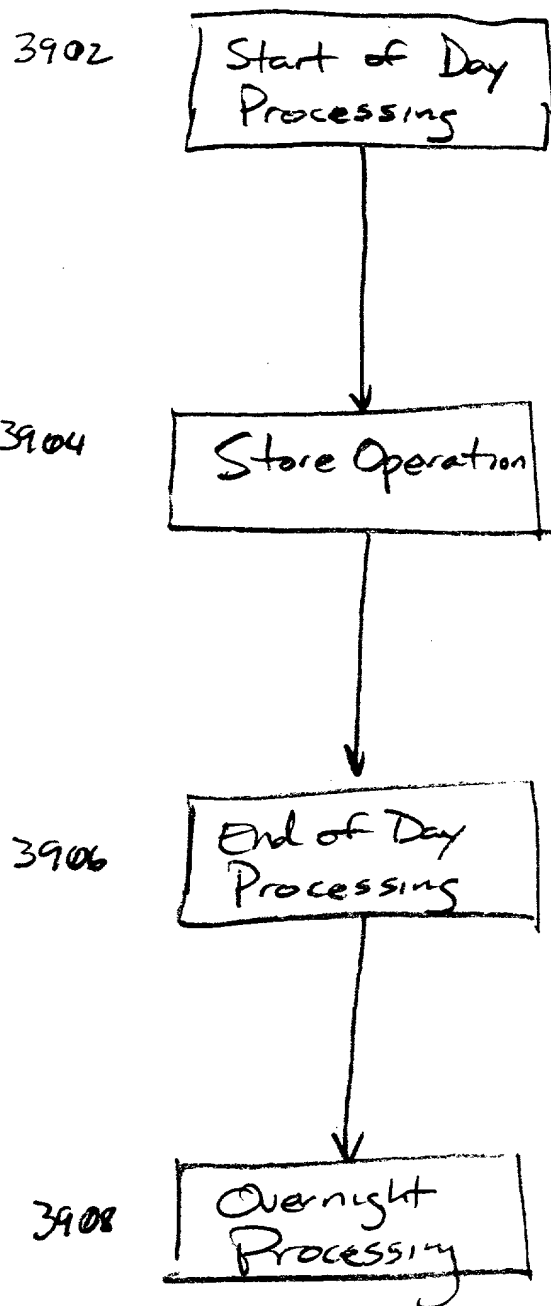 3902
Start of Day
Processing
3904
Store Operation
3906
End of Day
Processing
3908
Overnight
Processing